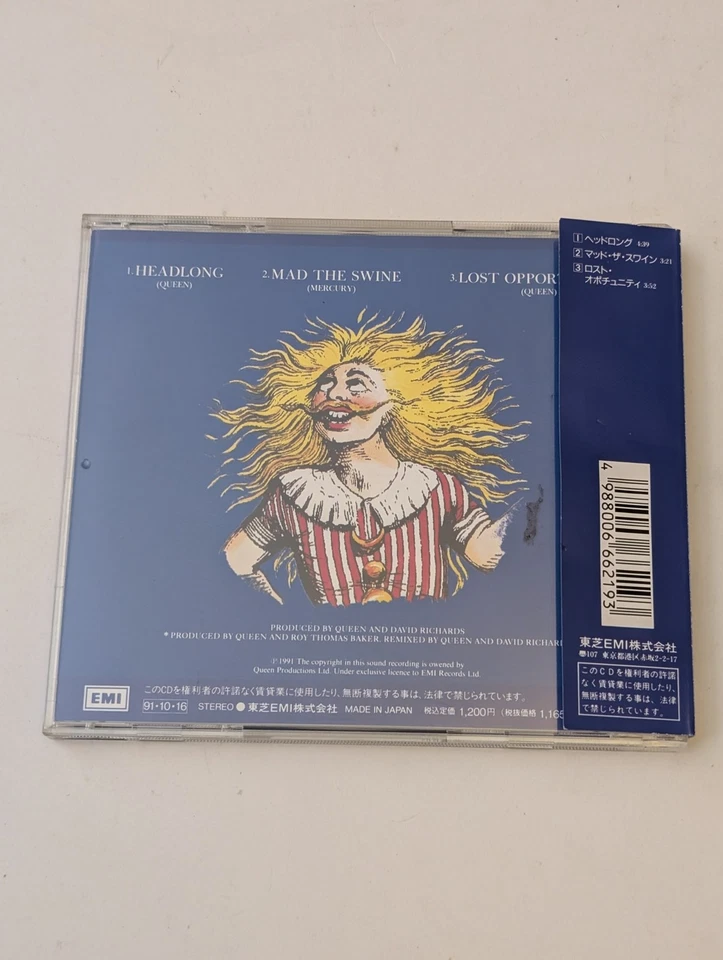 1.HEADLONG
(QUEEN)
2.MAD THE SWINE
(MERCURY)
3.LOST OPPORT
(QUEEN)
PRODUCED BY QUEEN AND DAVID RICHARDS
* PRODUCED BY QUEEN AND ROY THOMAS BAKER. REMIXED BY QUEEN AND DAVID RICHAR
Ⓟ1991 The copyright in this sound recording is owened by
Queen Productions Ltd. Under exclusive licence to EMI Records Ltd.
EMI
このCDを権利者の許諾なく賃貸業に使用したり、無断複製する事は、法律で禁じられています。
91・10・16 STEREO ● 東芝EMI株式会社 MADE IN JAPAN 税込定価 1,200円 (税抜価格 1,165
1 ヘッドロング 4:39
2 マッド・ザ・スワイン 3:21
3 ロスト・
オポチュニティ 3:52
4 988006 662193
東芝EMI株式会社
〒107 東京都港区赤坂2-2-17
このCDを権利者の許諾
なく賃貸業に使用したり、
無断複製する事は、法律
で禁じられています。